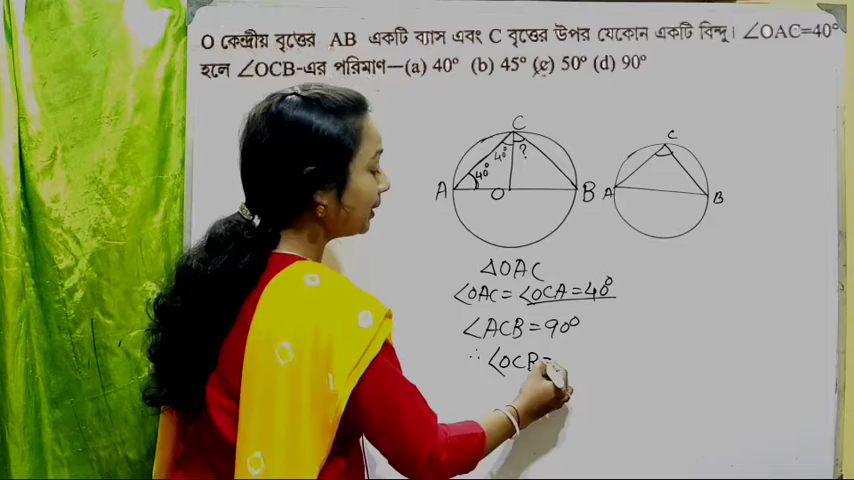 O কেন্দ্রীয় বৃত্তের AB একটি ব্যাস এবং C বৃত্তের উপর যেকোন একটি বিন্দু। ∠OAC=40°
হলে ∠OCB-এর পরিমাণ—(a) 40° (b) 45° (c) 50° (d) 90°
C
C
40° ?
40°
A O B A B
△OAC
∠OAC = ∠OCA = 40°
∠ACB = 90°
∴ ∠OCB =